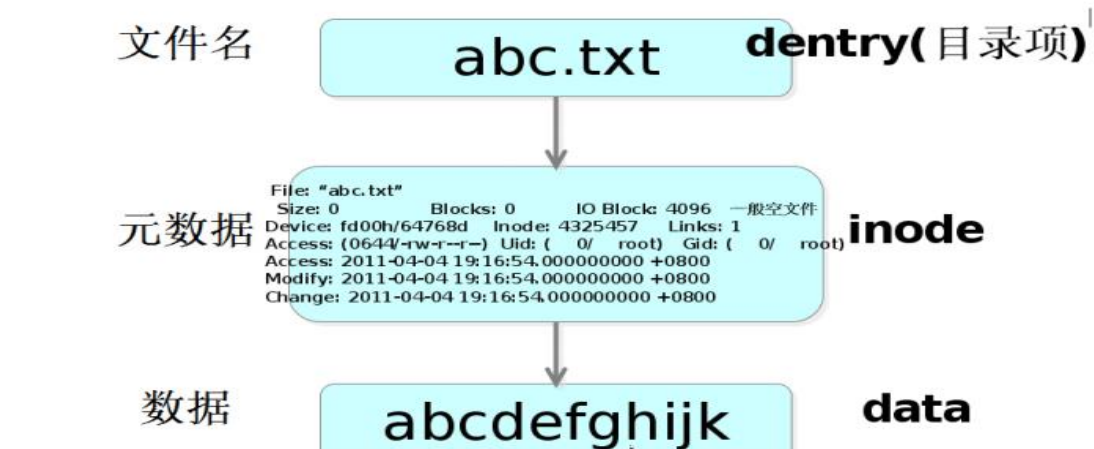 文件名 abc.txt dentry(目录项)
File: “abc.txt”
Size: 0 Blocks: 0 IO Block: 4096 一般空文件
元数据 Device: fd00h/64768d Inode: 4325457 Links: 1 inode
Access: (0644/-rw-r--r--) Uid: ( 0/ root) Gid: ( 0/ root)
Access: 2011-04-04 19:16:54.000000000 +0800
Modify: 2011-04-04 19:16:54.000000000 +0800
Change: 2011-04-04 19:16:54.000000000 +0800
数据 abcdefghijk data